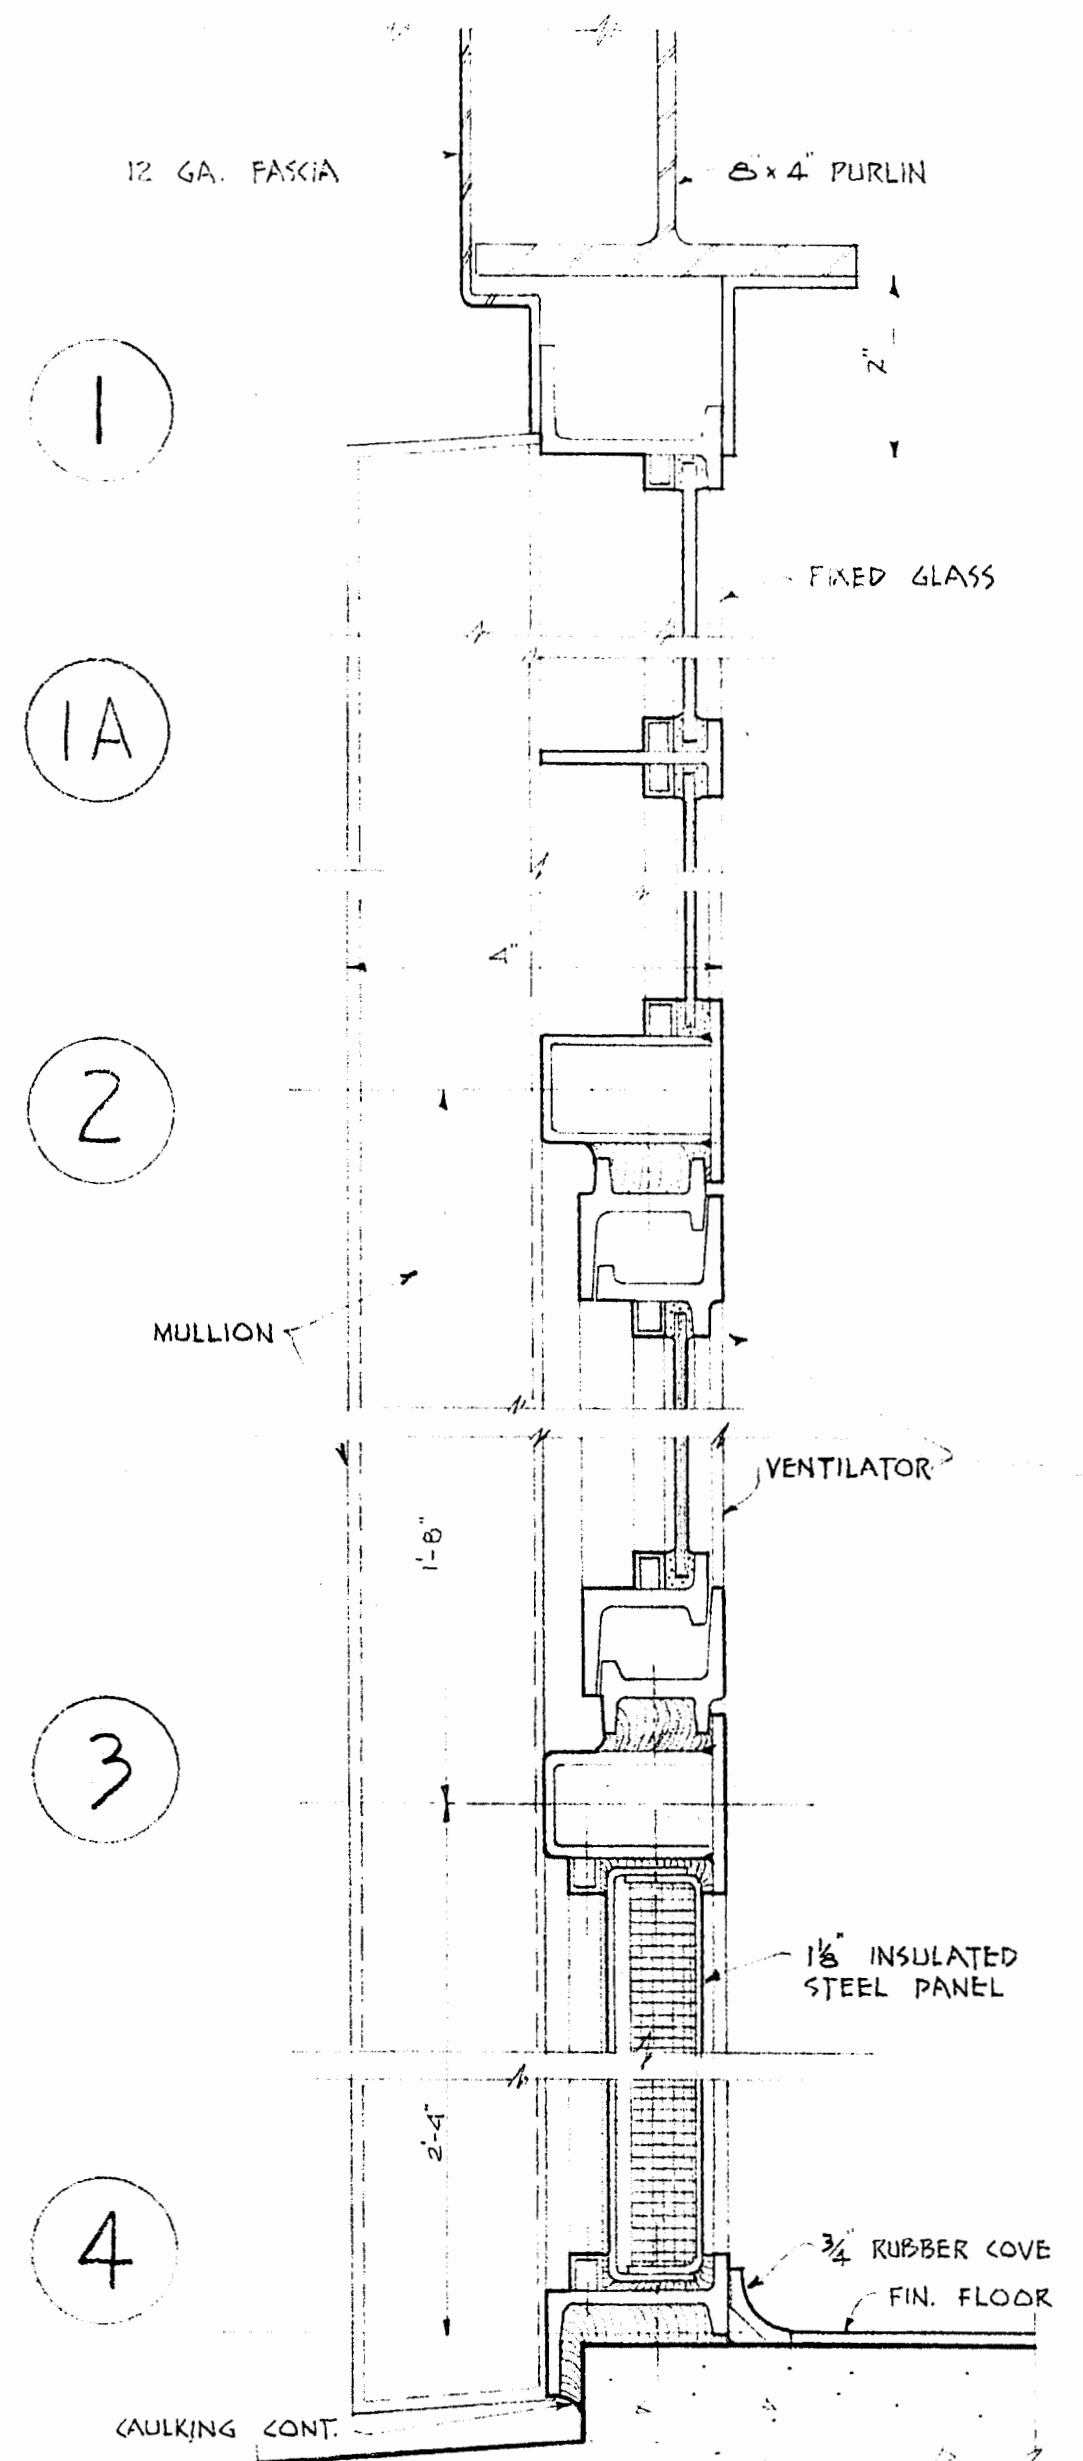 12 GA. FASCIA
8" x 4" PURLIN
1
2"
FIXED GLASS
1A
4"
2
MULLION
VENTILATOR
1'-8"
3
1⅛" INSULATED
STEEL PANEL
2'-4"
4
¾" RUBBER COVE
FIN. FLOOR
CAULKING CONT.